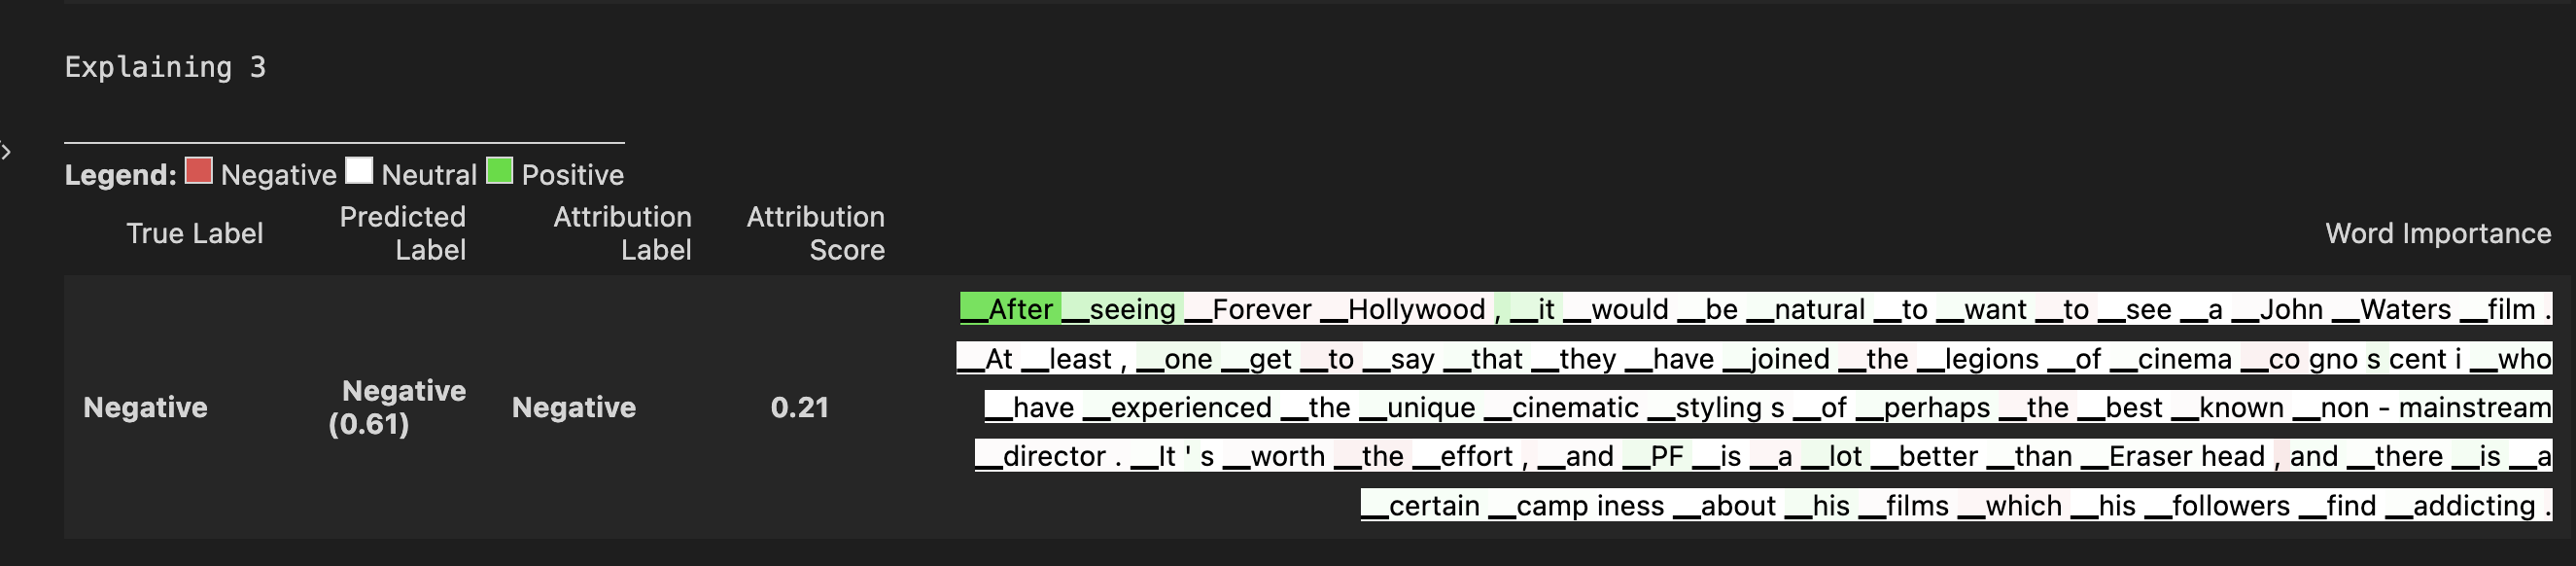 Explaining 3
Legend: Negative Neutral Positive
True Label Predicted Label Attribution Label Attribution Score Word Importance
Negative Negative (0.61) Negative 0.21
__After __seeing __Forever __Hollywood , __it __would __be __natural __to __want __to __see __a __John __Waters __film .
__At __least , __one __get __to __say __that __they __have __joined __the __legions __of __cinema __co gno s cent i __who
__have __experienced __the __unique __cinematic __styling s __of __perhaps __the __best __known __non - mainstream
__director . __It ' s __worth __the __effort , __and __PF __is __a __lot __better __than __Eraser head , and __there __is __a
__certain __camp iness __about __his __films __which __his __followers __find __addicting .